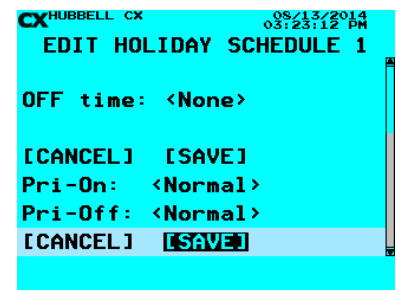 CX HUBBELL CX 08/13/2014
03:23:12 PM
EDIT HOLIDAY SCHEDULE 1
OFF time: <None>
[CANCEL] [SAVE]
Pri-On: <Normal>
Pri-Off: <Normal>
[CANCEL] [SAVE]